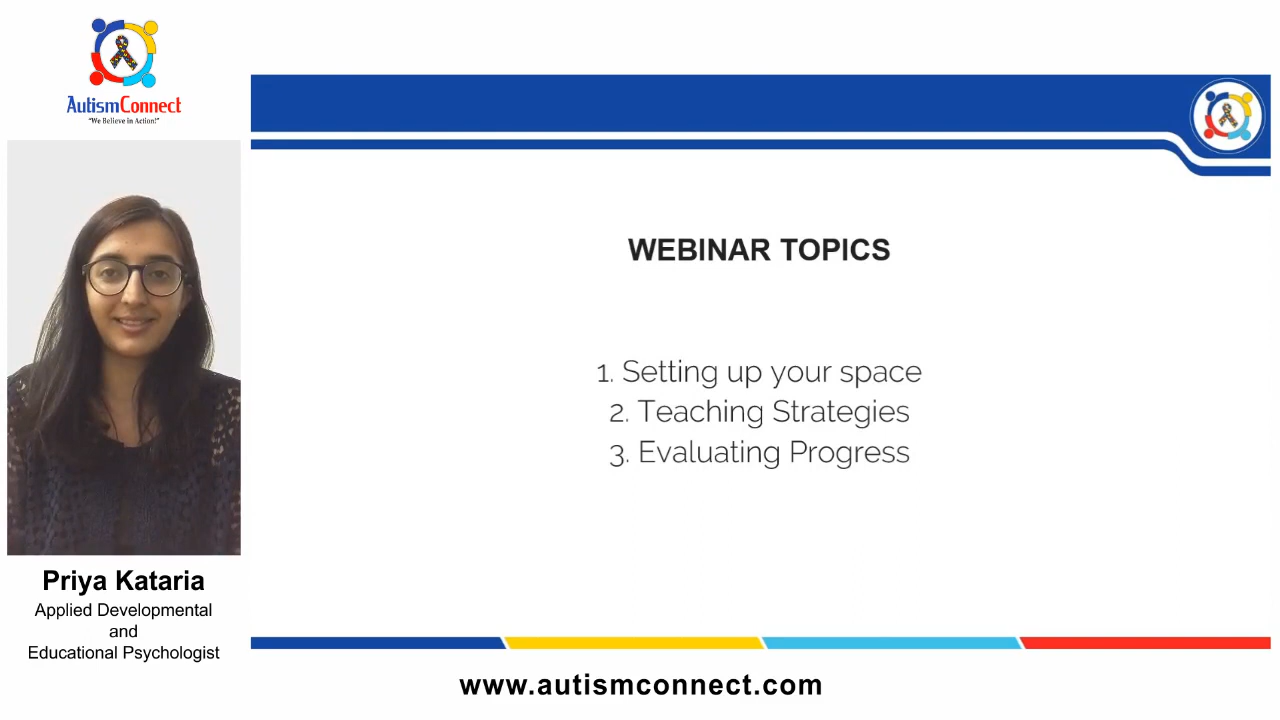 AutismConnect
"We Believe in Action!"
WEBINAR TOPICS
1. Setting up your space
2. Teaching Strategies
3. Evaluating Progress
Priya Kataria
Applied Developmental
and
Educational Psychologist
www.autismconnect.com